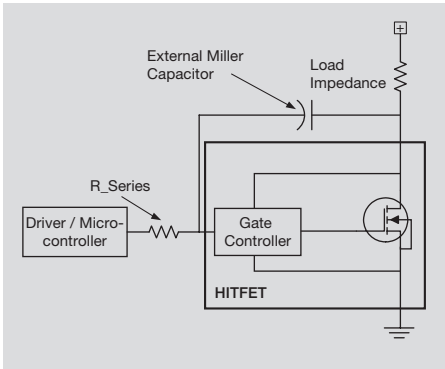 +
External Miller
Capacitor
Load
Impedance
R_Series
Driver / Micro-
controller
Gate
Controller
HITFET